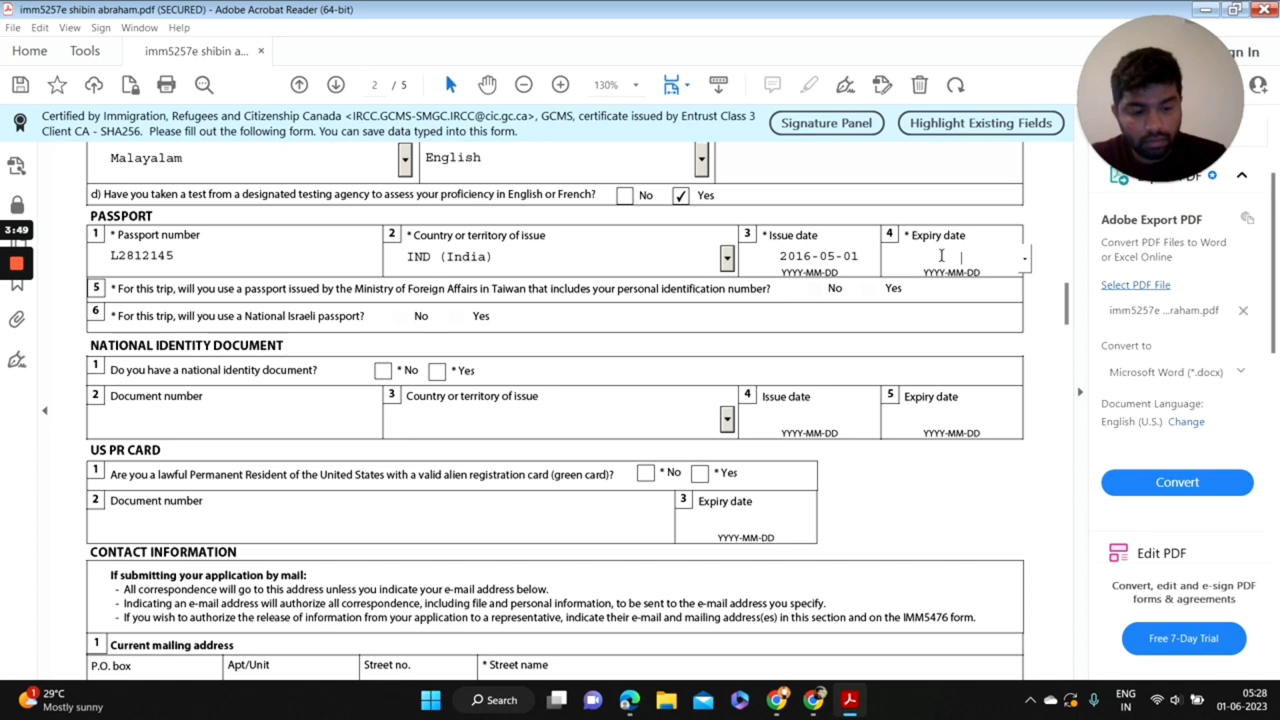 imm5257e shibin abraham.pdf (SECURED) - Adobe Acrobat Reader (64-bit)
File Edit View Sign Window Help
Home Tools imm5257e shibin a... × Sign In
2 / 5 130%
Certified by Immigration, Refugees and Citizenship Canada <IRCC.GCMS-SMGC.IRCC@cic.gc.ca>, GCMS, certificate issued by Entrust Class 3
Client CA - SHA256. Please fill out the following form. You can save data typed into this form.
Signature Panel Highlight Existing Fields
Malayalam English
d) Have you taken a test from a designated testing agency to assess your proficiency in English or French? No ✓ Yes
PASSPORT
1 * Passport number 2 * Country or territory of issue 3 * Issue date 4 * Expiry date
L2812145 IND (India) 2016-05-01
YYYY-MM-DD YYYY-MM-DD
5 * For this trip, will you use a passport issued by the Ministry of Foreign Affairs in Taiwan that includes your personal identification number? No Yes
6 * For this trip, will you use a National Israeli passport? No Yes
NATIONAL IDENTITY DOCUMENT
1 Do you have a national identity document? * No * Yes
2 Document number 3 Country or territory of issue 4 Issue date 5 Expiry date
YYYY-MM-DD YYYY-MM-DD
US PR CARD
1 Are you a lawful Permanent Resident of the United States with a valid alien registration card (green card)? * No * Yes
2 Document number 3 Expiry date
YYYY-MM-DD
CONTACT INFORMATION
If submitting your application by mail:
- All correspondence will go to this address unless you indicate your e-mail address below.
- Indicating an e-mail address will authorize all correspondence, including file and personal information, to be sent to the e-mail address you specify.
- If you wish to authorize the release of information from your application to a representative, indicate their e-mail and mailing address(es) in this section and on the IMM5476 form.
1 Current mailing address
P.O. box Apt/Unit Street no. * Street name
3:49
Adobe Export PDF
Convert PDF Files to Word
or Excel Online
Select PDF File
imm5257e ...raham.pdf ×
Convert to
Microsoft Word (*.docx)
Document Language:
English (U.S.) Change
Convert
Edit PDF
Convert, edit and e-sign PDF
forms & agreements
Free 7-Day Trial
1
29°C
Mostly sunny
Search
ENG
IN
05:28
01-06-2023